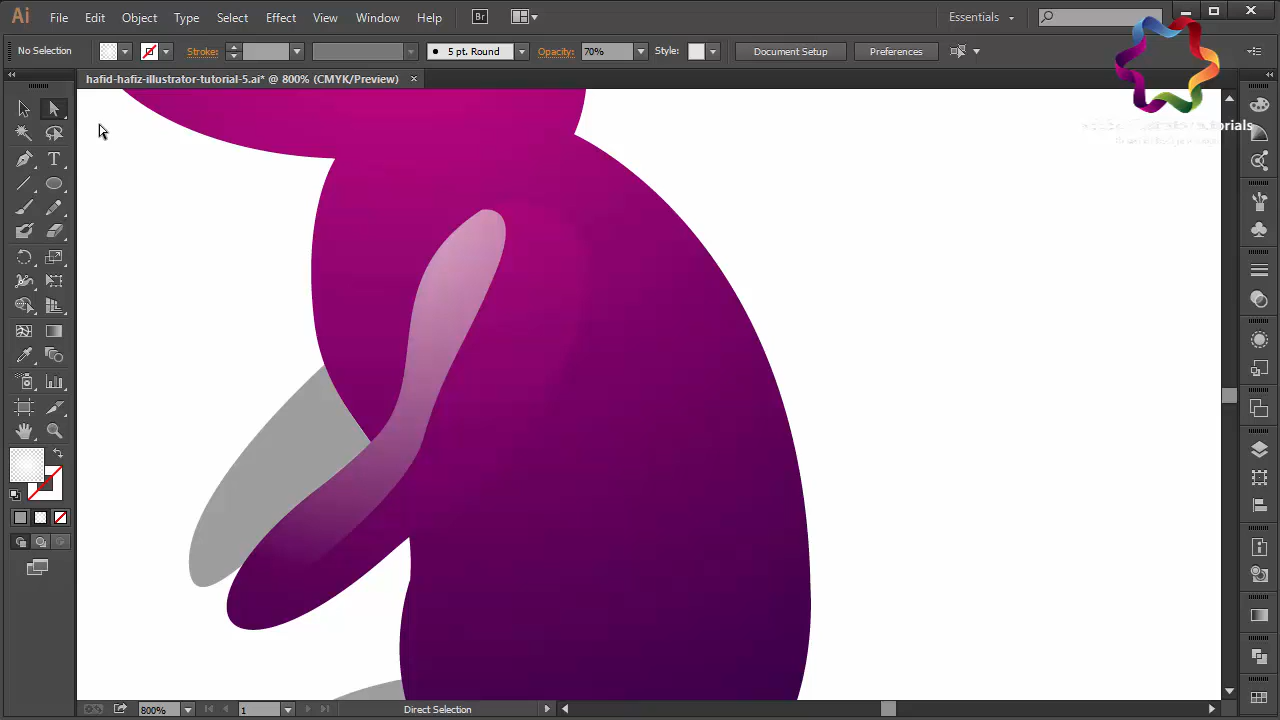 Ai File Edit Object Type Select Effect View Window Help Br Essentials
No Selection Stroke: 5 pt. Round Opacity: 70% Style: Document Setup Preferences
hafid-hafiz-illustrator-tutorial-5.ai* @ 800% (CMYK/Preview)
800% 1 Direct Selection